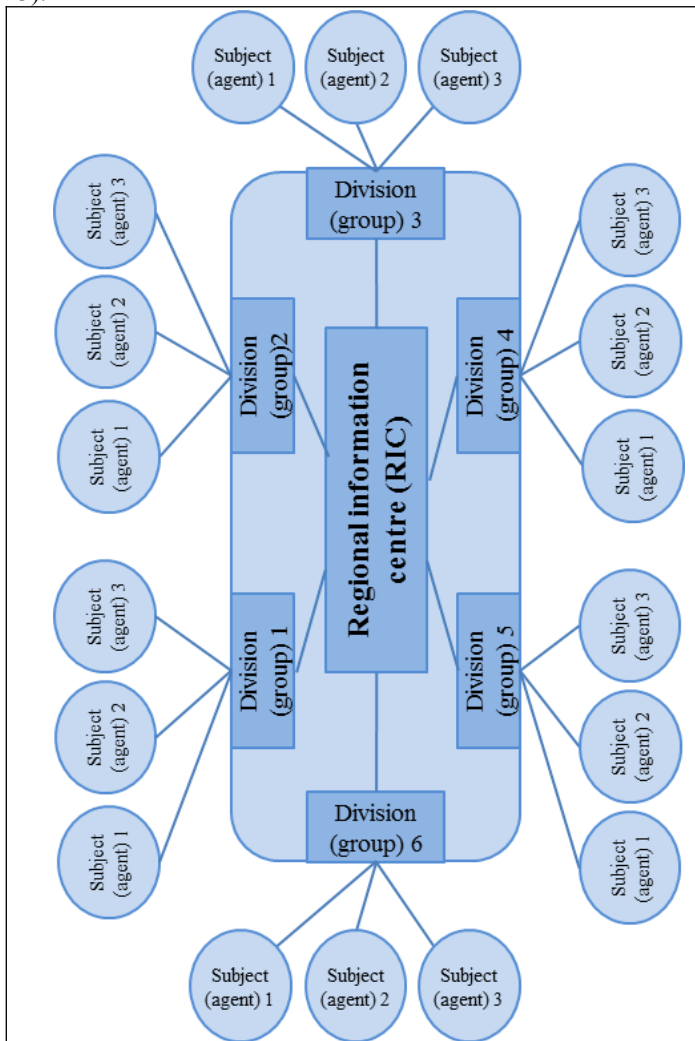 Subject
(agent) 1
Subject
(agent) 2
Subject
(agent) 3
Division
(group) 3
Subject
(agent) 3
Subject
(agent) 2
Subject
(agent) 1
Division
(group)2
Regional information
centre (RIC)
Division
(group) 4
Subject
(agent) 3
Subject
(agent) 2
Subject
(agent) 1
Subject
(agent) 3
Subject
(agent) 2
Subject
(agent) 1
Division
(group) 1
Division
(group) 5
Subject
(agent) 3
Subject
(agent) 2
Subject
(agent) 1
Division
(group) 6
Subject
(agent) 1
Subject
(agent) 2
Subject
(agent) 3